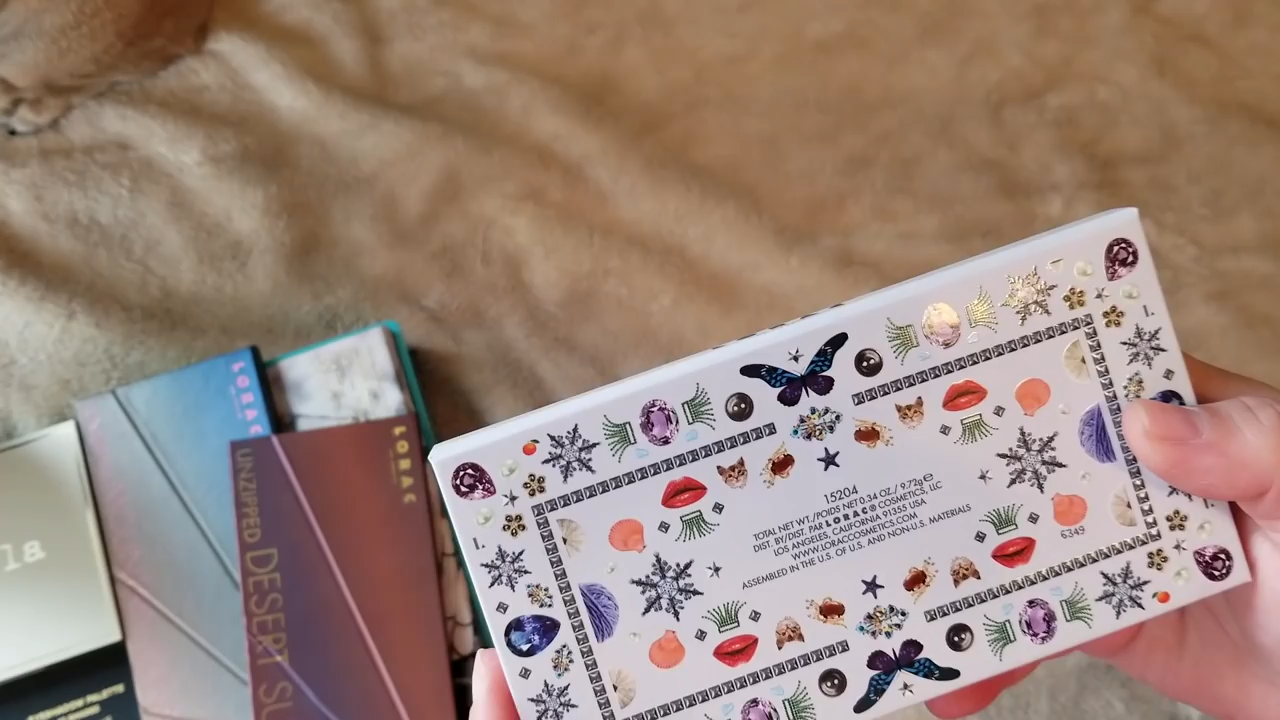 la
LORAC
LORAC
UNZIPPED
DESERT
15204
TOTAL NET WT./POIDS NET 0.34 OZ./ 9.72g℮
DIST. BY/DIST. PAR LORAC® COSMETICS, LLC
LOS ANGELES, CALIFORNIA 91355 USA
WWW.LORACCOSMETICS.COM
ASSEMBLED IN THE U.S. OF U.S. AND NON-U.S. MATERIALS
6349
PALETTE